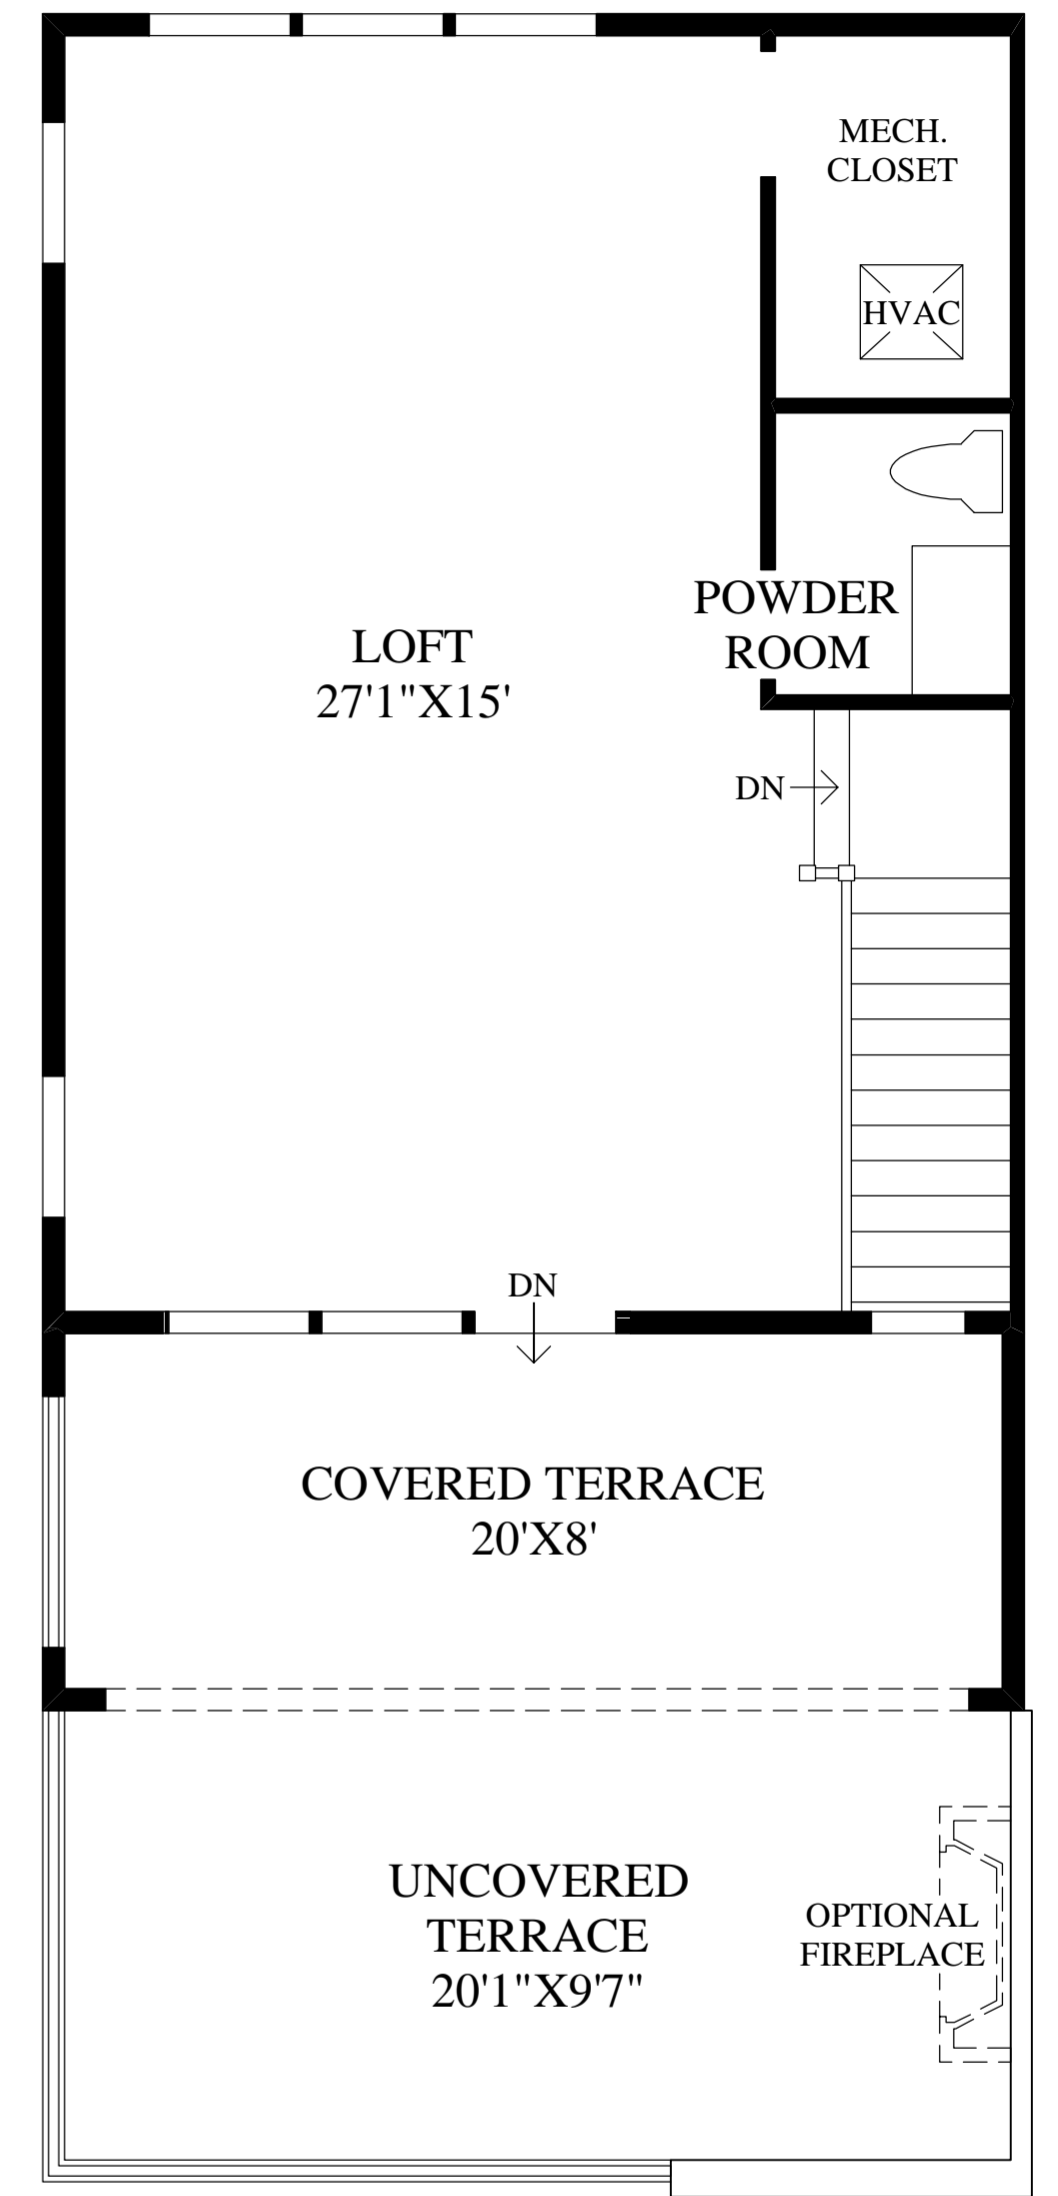 MECH.
CLOSET
HVAC
POWDER
ROOM
LOFT
27'1"X15'
DN
DN
COVERED TERRACE
20'X8'
UNCOVERED
TERRACE
20'1"X9'7"
OPTIONAL
FIREPLACE